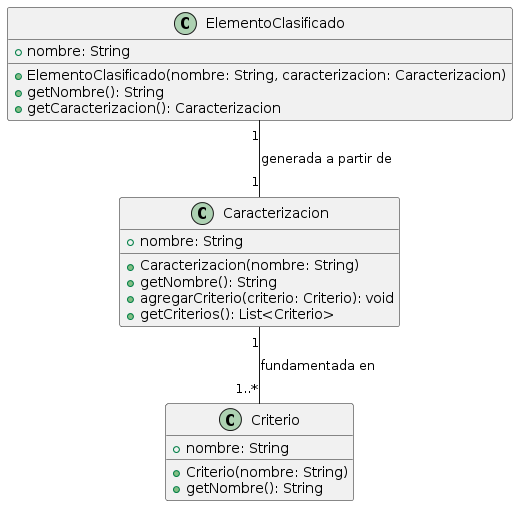 C ElementoClasificado
nombre: String
ElementoClasificado(nombre: String, caracterizacion: Caracterizacion)
getNombre(): String
getCaracterizacion(): Caracterizacion
1
generada a partir de
1
C Caracterizacion
nombre: String
Caracterizacion(nombre: String)
getNombre(): String
agregarCriterio(criterio: Criterio): void
getCriterios(): List<Criterio>
1
fundamentada en
1..*
C Criterio
nombre: String
Criterio(nombre: String)
getNombre(): String